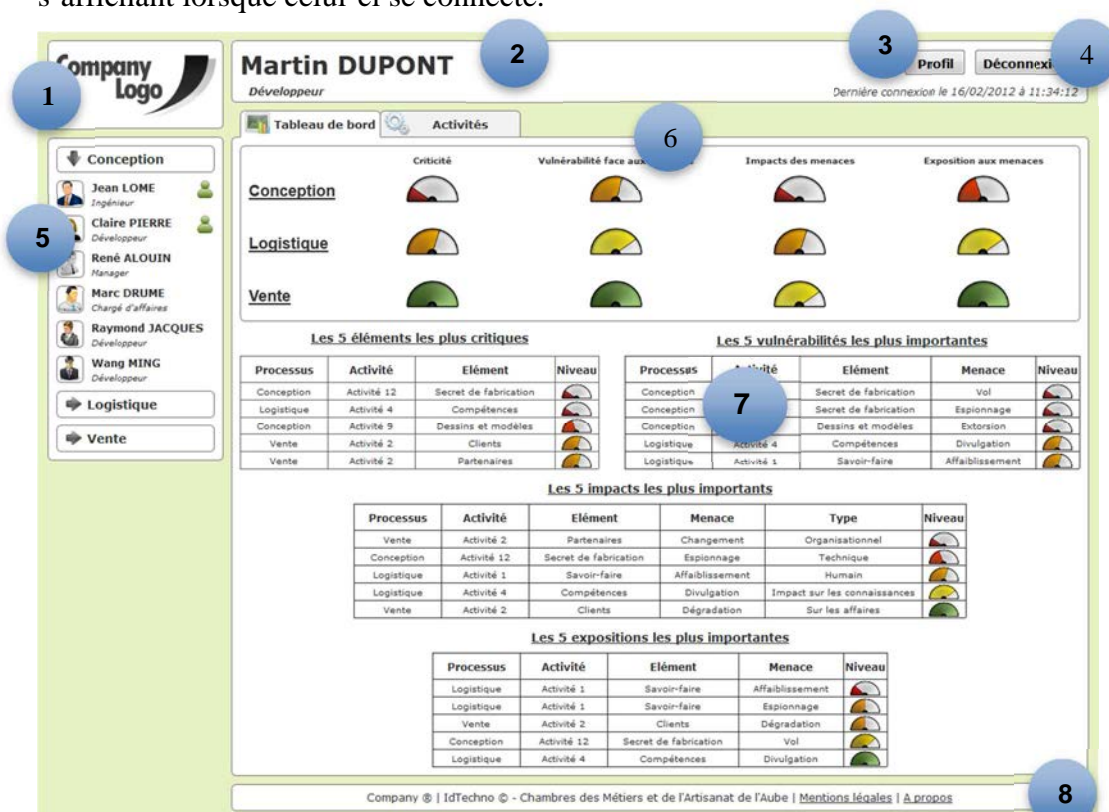 s'affichant lorsque celui ci se connecte.
Company
Logo
1
Martin DUPONT
Développeur
2
3
Profil
4
Dernière connexion le 16/02/2012 à 11:34:12
Tableau de bord
Activités
6
Conception
Jean LOME
Ingénieur
Claire PIERRE
Développeur
5
René ALOUIN
Manager
Marc DRUME
Chargé d'affaires
Raymond JACQUES
Développeur
Wang MING
Développeur
Logistique
Vente
Criticité Vulnérabilité face Impacts des menaces Exposition aux menaces
Conception
Logistique
Vente
Les 5 éléments les plus critiques
Processus Activité Elément Niveau
Conception Activité 12 Secret de fabrication
Logistique Activité 4 Compétences
Conception Activité 9 Dessins et modèles
Vente Activité 2 Clients
Vente Activité 2 Partenaires
Les 5 vulnérabilités les plus importantes
7
Processus Elément Menace Niveau
Conception Secret de fabrication Vol
Conception Secret de fabrication Espionnage
Conception Dessins et modèles Extorsion
Logistique Activité 4 Compétences Divulgation
Logistique Activité 1 Savoir-faire Affaiblissement
Les 5 impacts les plus importants
Processus Activité Elément Menace Type Niveau
Vente Activité 2 Partenaires Changement Organisationnel
Conception Activité 12 Secret de fabrication Espionnage Technique
Logistique Activité 1 Savoir-faire Affaiblissement Humain
Logistique Activité 4 Compétences Divulgation Impact sur les connaissances
Vente Activité 2 Clients Dégradation Sur les affaires
Les 5 expositions les plus importantes
Processus Activité Elément Menace Niveau
Logistique Activité 1 Savoir-faire Affaiblissement
Logistique Activité 1 Savoir-faire Espionnage
Vente Activité 2 Clients Dégradation
Conception Activité 12 Secret de fabrication Vol
Logistique Activité 4 Compétences Divulgation
Company ® | IdTechno © - Chambres des Métiers et de l'Artisanat de l'Aube | Mentions légales | A propos
8